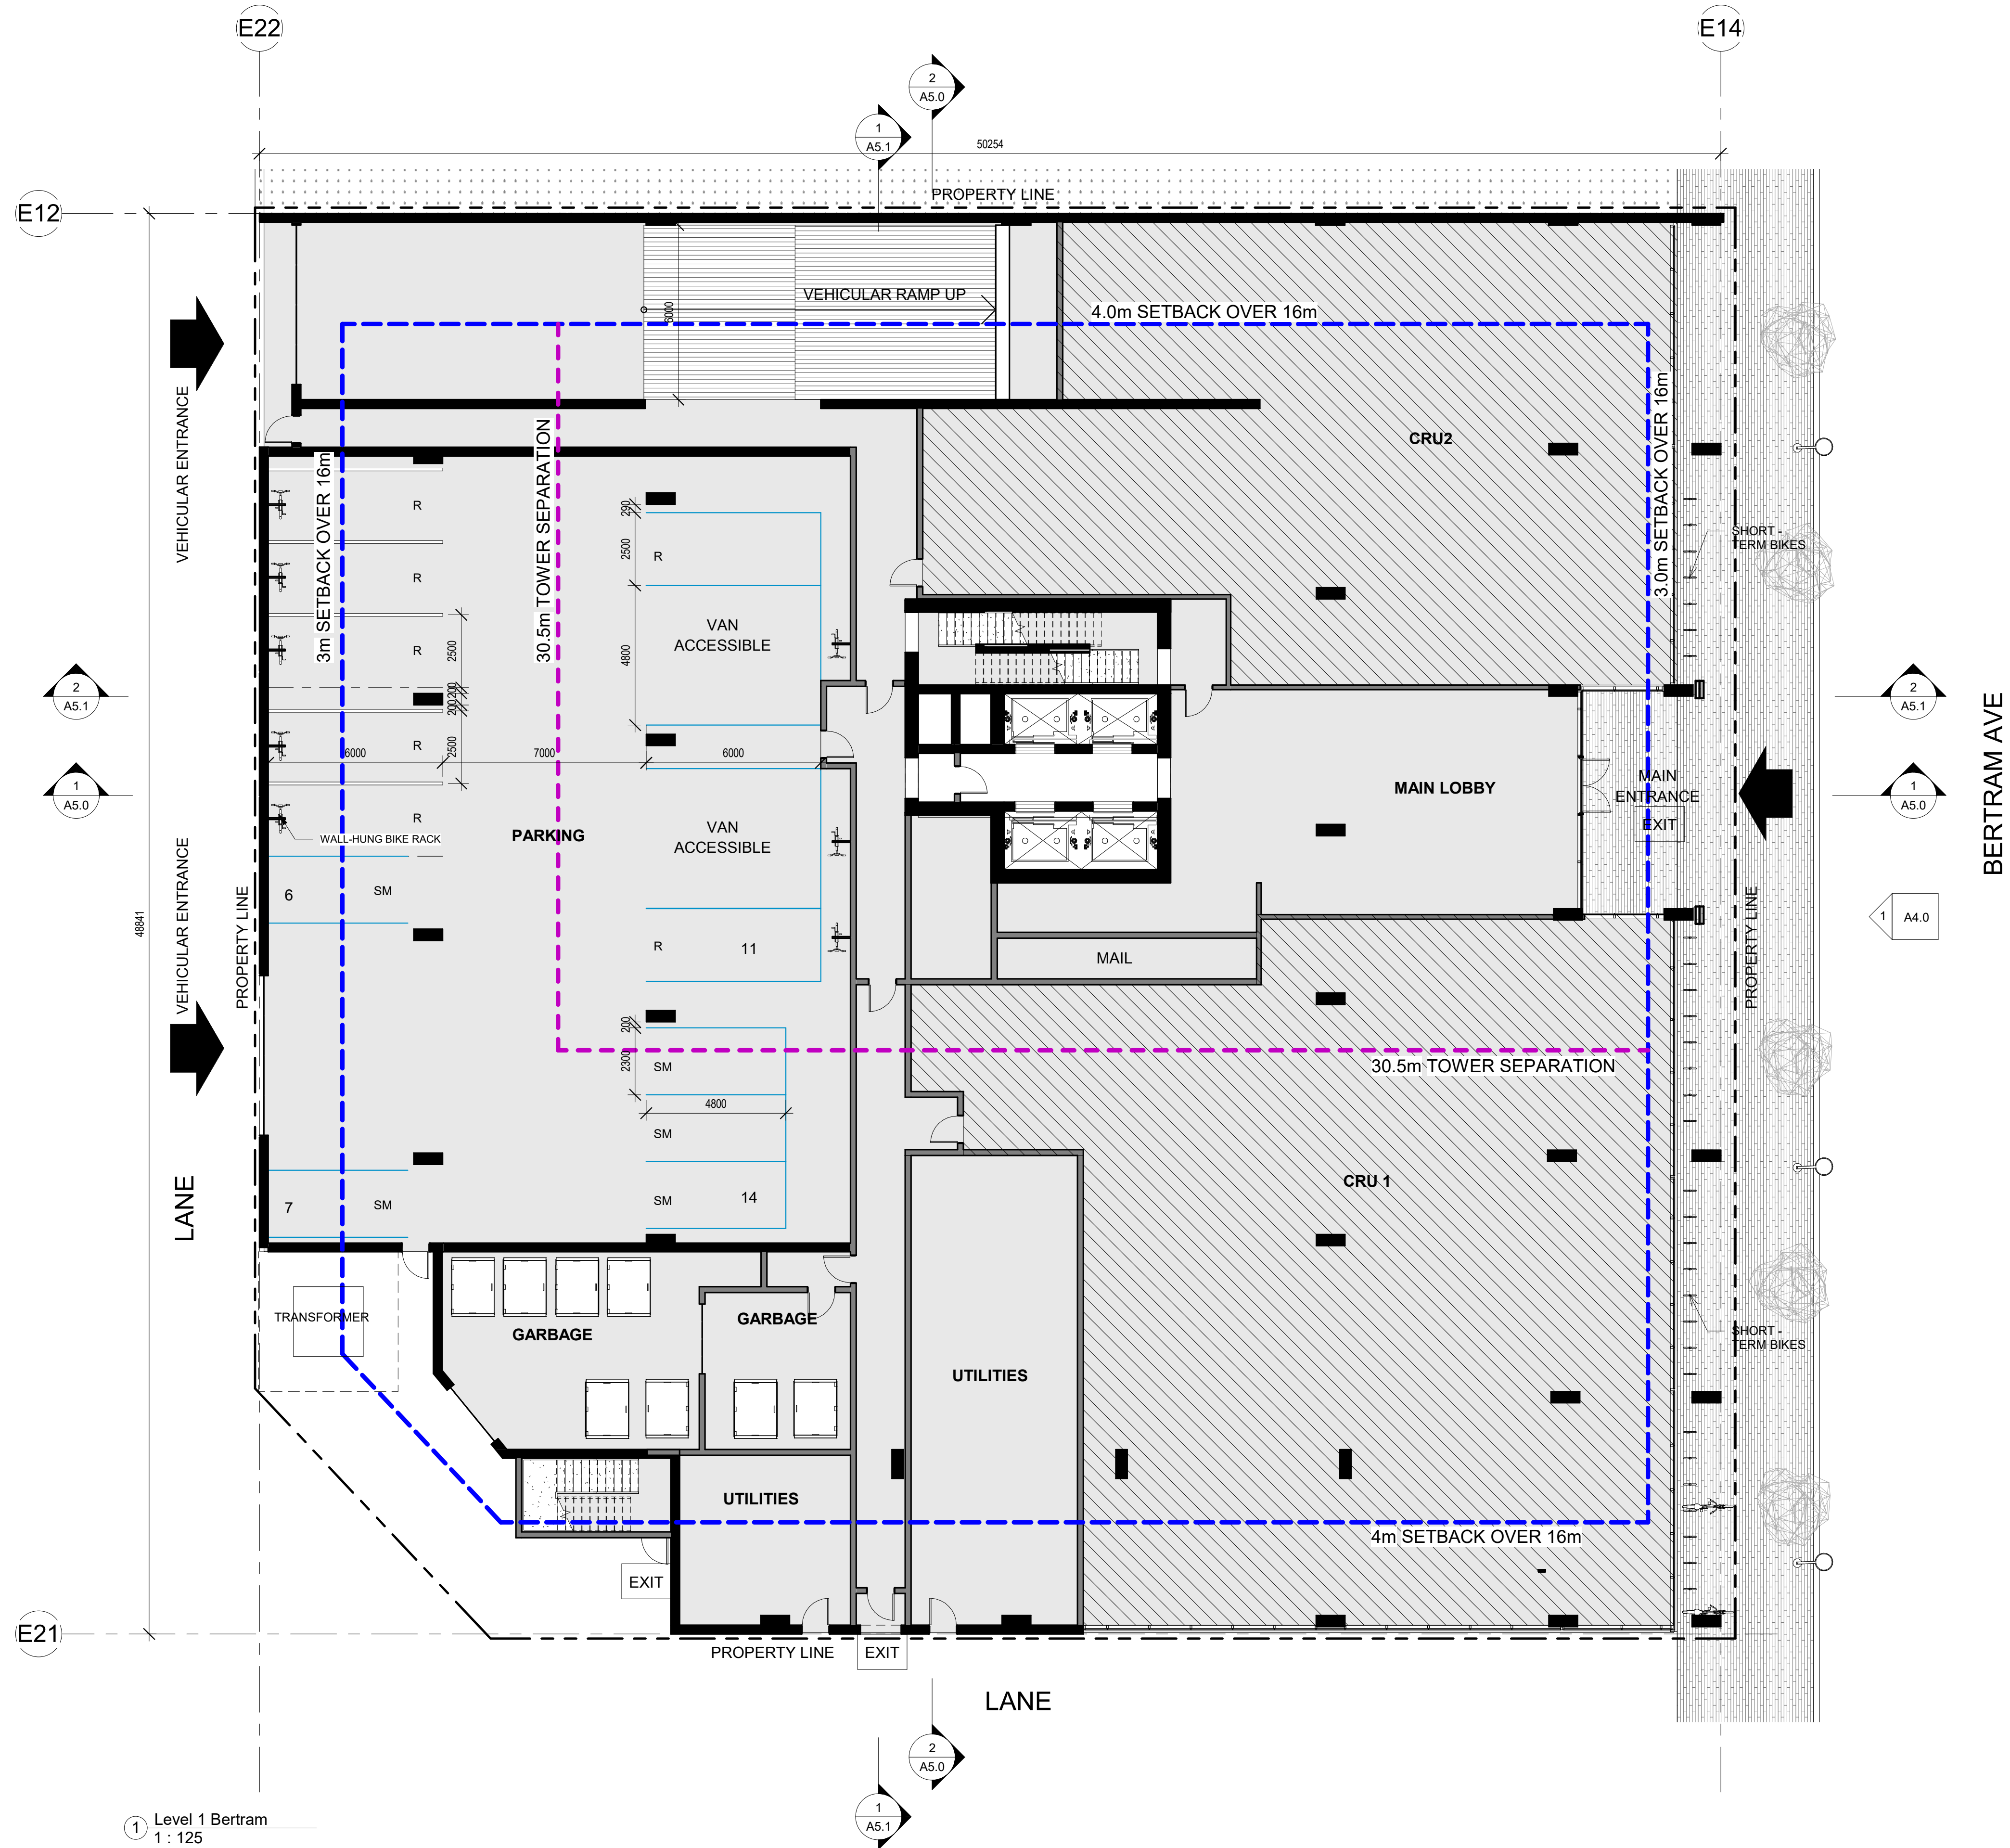 E22
E14
2
A5.0
1
A5.1
50254
PROPERTY LINE
E12
VEHICULAR RAMP UP
6000
4.0m SETBACK OVER 16m
VEHICULAR ENTRANCE
3m SETBACK OVER 16m
30.5m TOWER SEPARATION
CRU2
3.0m SETBACK OVER 16m
R
R
R
R
R
290
2500
R
SHORT -
TERM BIKES
VAN
ACCESSIBLE
4800
2500
200
200
2500
2
A5.1
2
A5.1
6000
7000
6000
1
A5.0
1
A5.0
MAIN LOBBY
MAIN
ENTRANCE
EXIT
BERTRAM AVE
WALL-HUNG BIKE RACK
PARKING
VAN
ACCESSIBLE
6
SM
VEHICULAR ENTRANCE
PROPERTY LINE
48841
R
11
MAIL
PROPERTY LINE
1
A4.0
200
2300
SM
30.5m TOWER SEPARATION
4800
SM
LANE
7
SM
SM
14
CRU 1
TRANSFORMER
GARBAGE
GARBAGE
UTILITIES
SHORT -
TERM BIKES
UTILITIES
4m SETBACK OVER 16m
EXIT
E21
PROPERTY LINE
EXIT
LANE
2
A5.0
1
A5.1
1
Level 1 Bertram
1 : 125